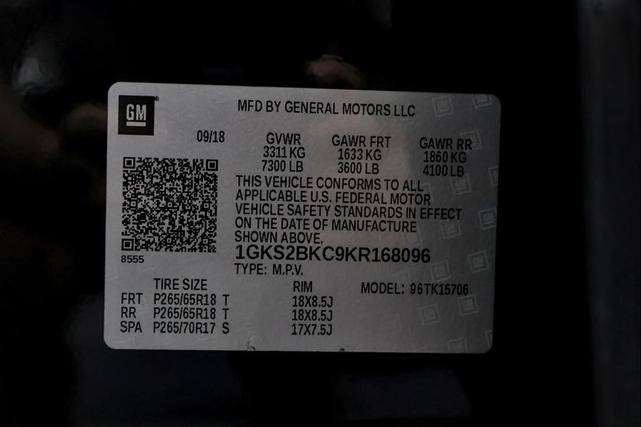 GM
MFD BY GENERAL MOTORS LLC
09/18 GVWR GAWR FRT GAWR RR
3311 KG 1633 KG 1860 KG
7300 LB 3600 LB 4100 LB
THIS VEHICLE CONFORMS TO ALL
APPLICABLE U.S. FEDERAL MOTOR
VEHICLE SAFETY STANDARDS IN EFFECT
ON THE DATE OF MANUFACTURE
SHOWN ABOVE.
8555 1GKS2BKC9KR168096
TYPE: M.P.V.
TIRE SIZE RIM MODEL: 96TK15706
FRT P265/65R18 T 18X8.5J
RR P265/65R18 T 18X8.5J
SPA P265/70R17 S 17X7.5J